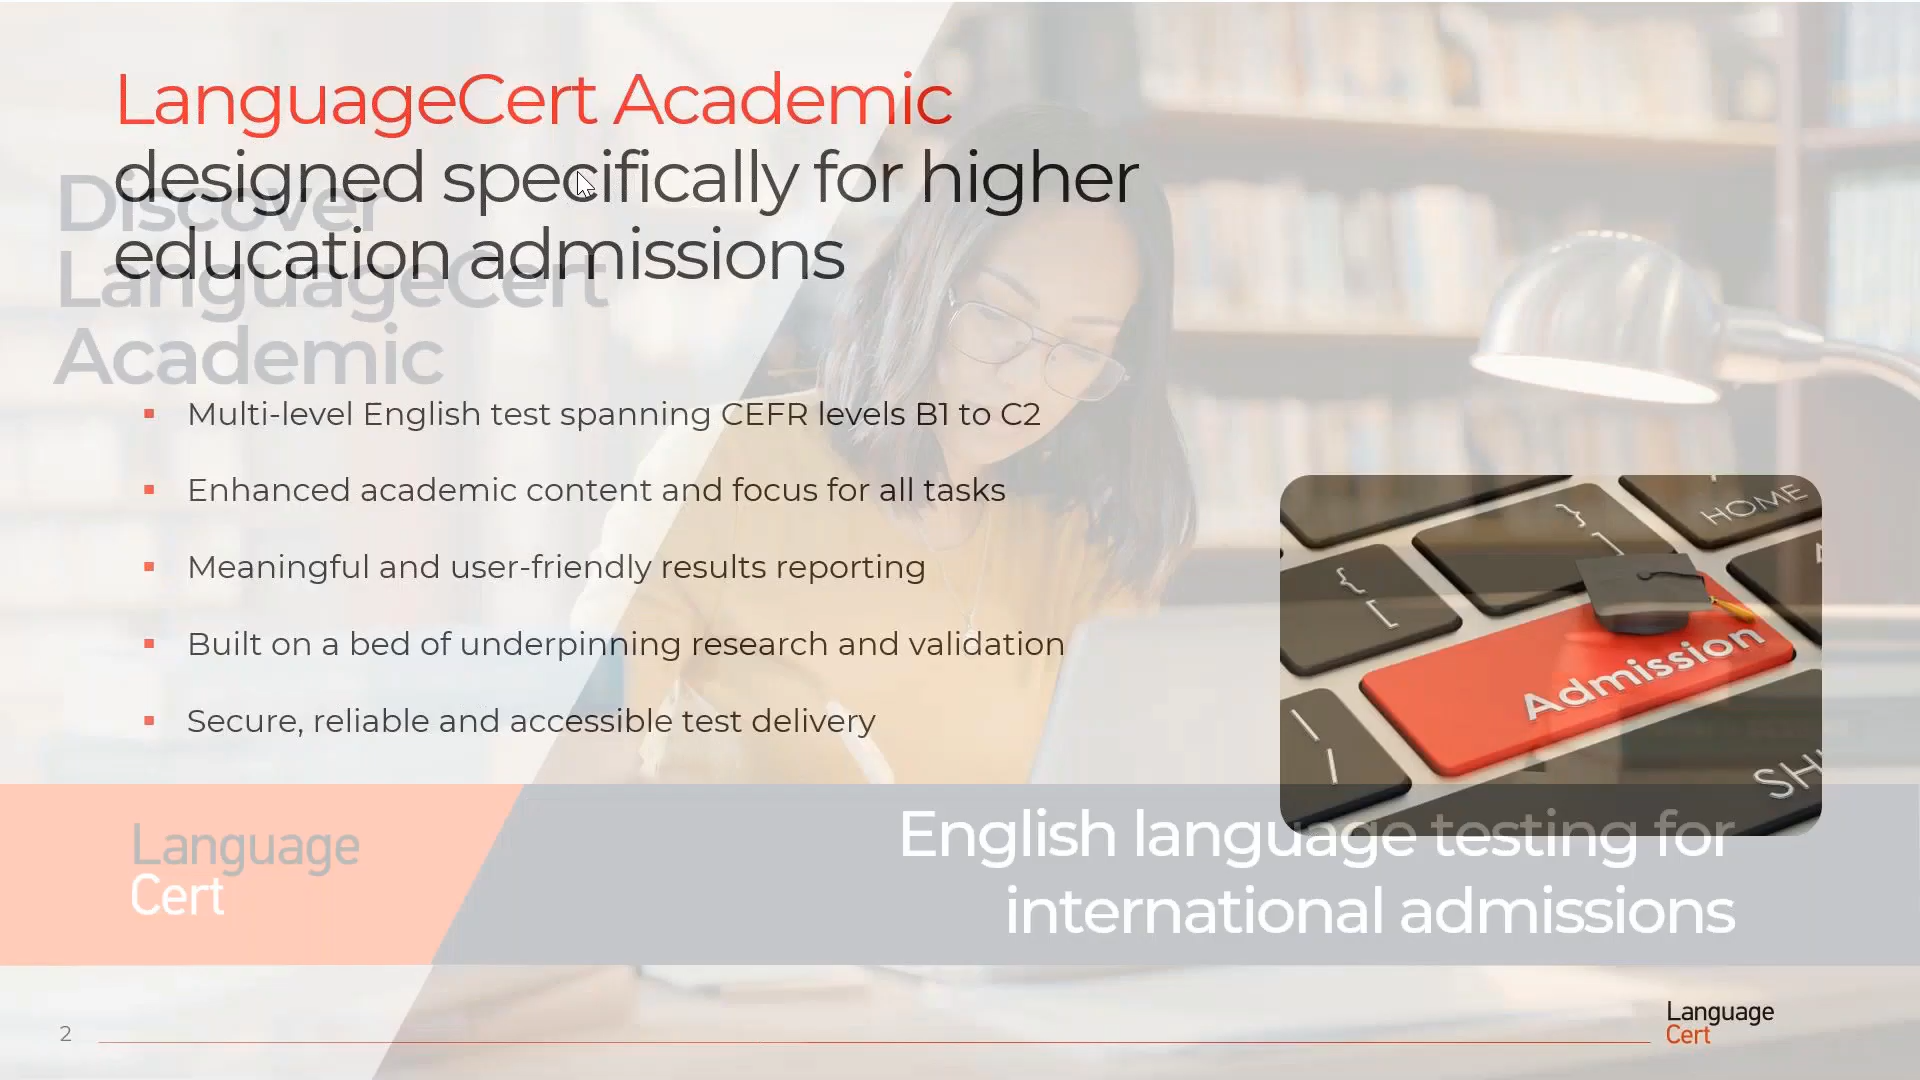 LanguageCert Academic
designed specifically for higher
education admissions
Discover
LanguageCert
Academic
Multi-level English test spanning CEFR levels B1 to C2
Enhanced academic content and focus for all tasks
Meaningful and user-friendly results reporting
Built on a bed of underpinning research and validation
Secure, reliable and accessible test delivery
HOME
}
]
{
[
Admission
\
|
SH
Language
Cert
English language testing for
international admissions
2
Language
Cert